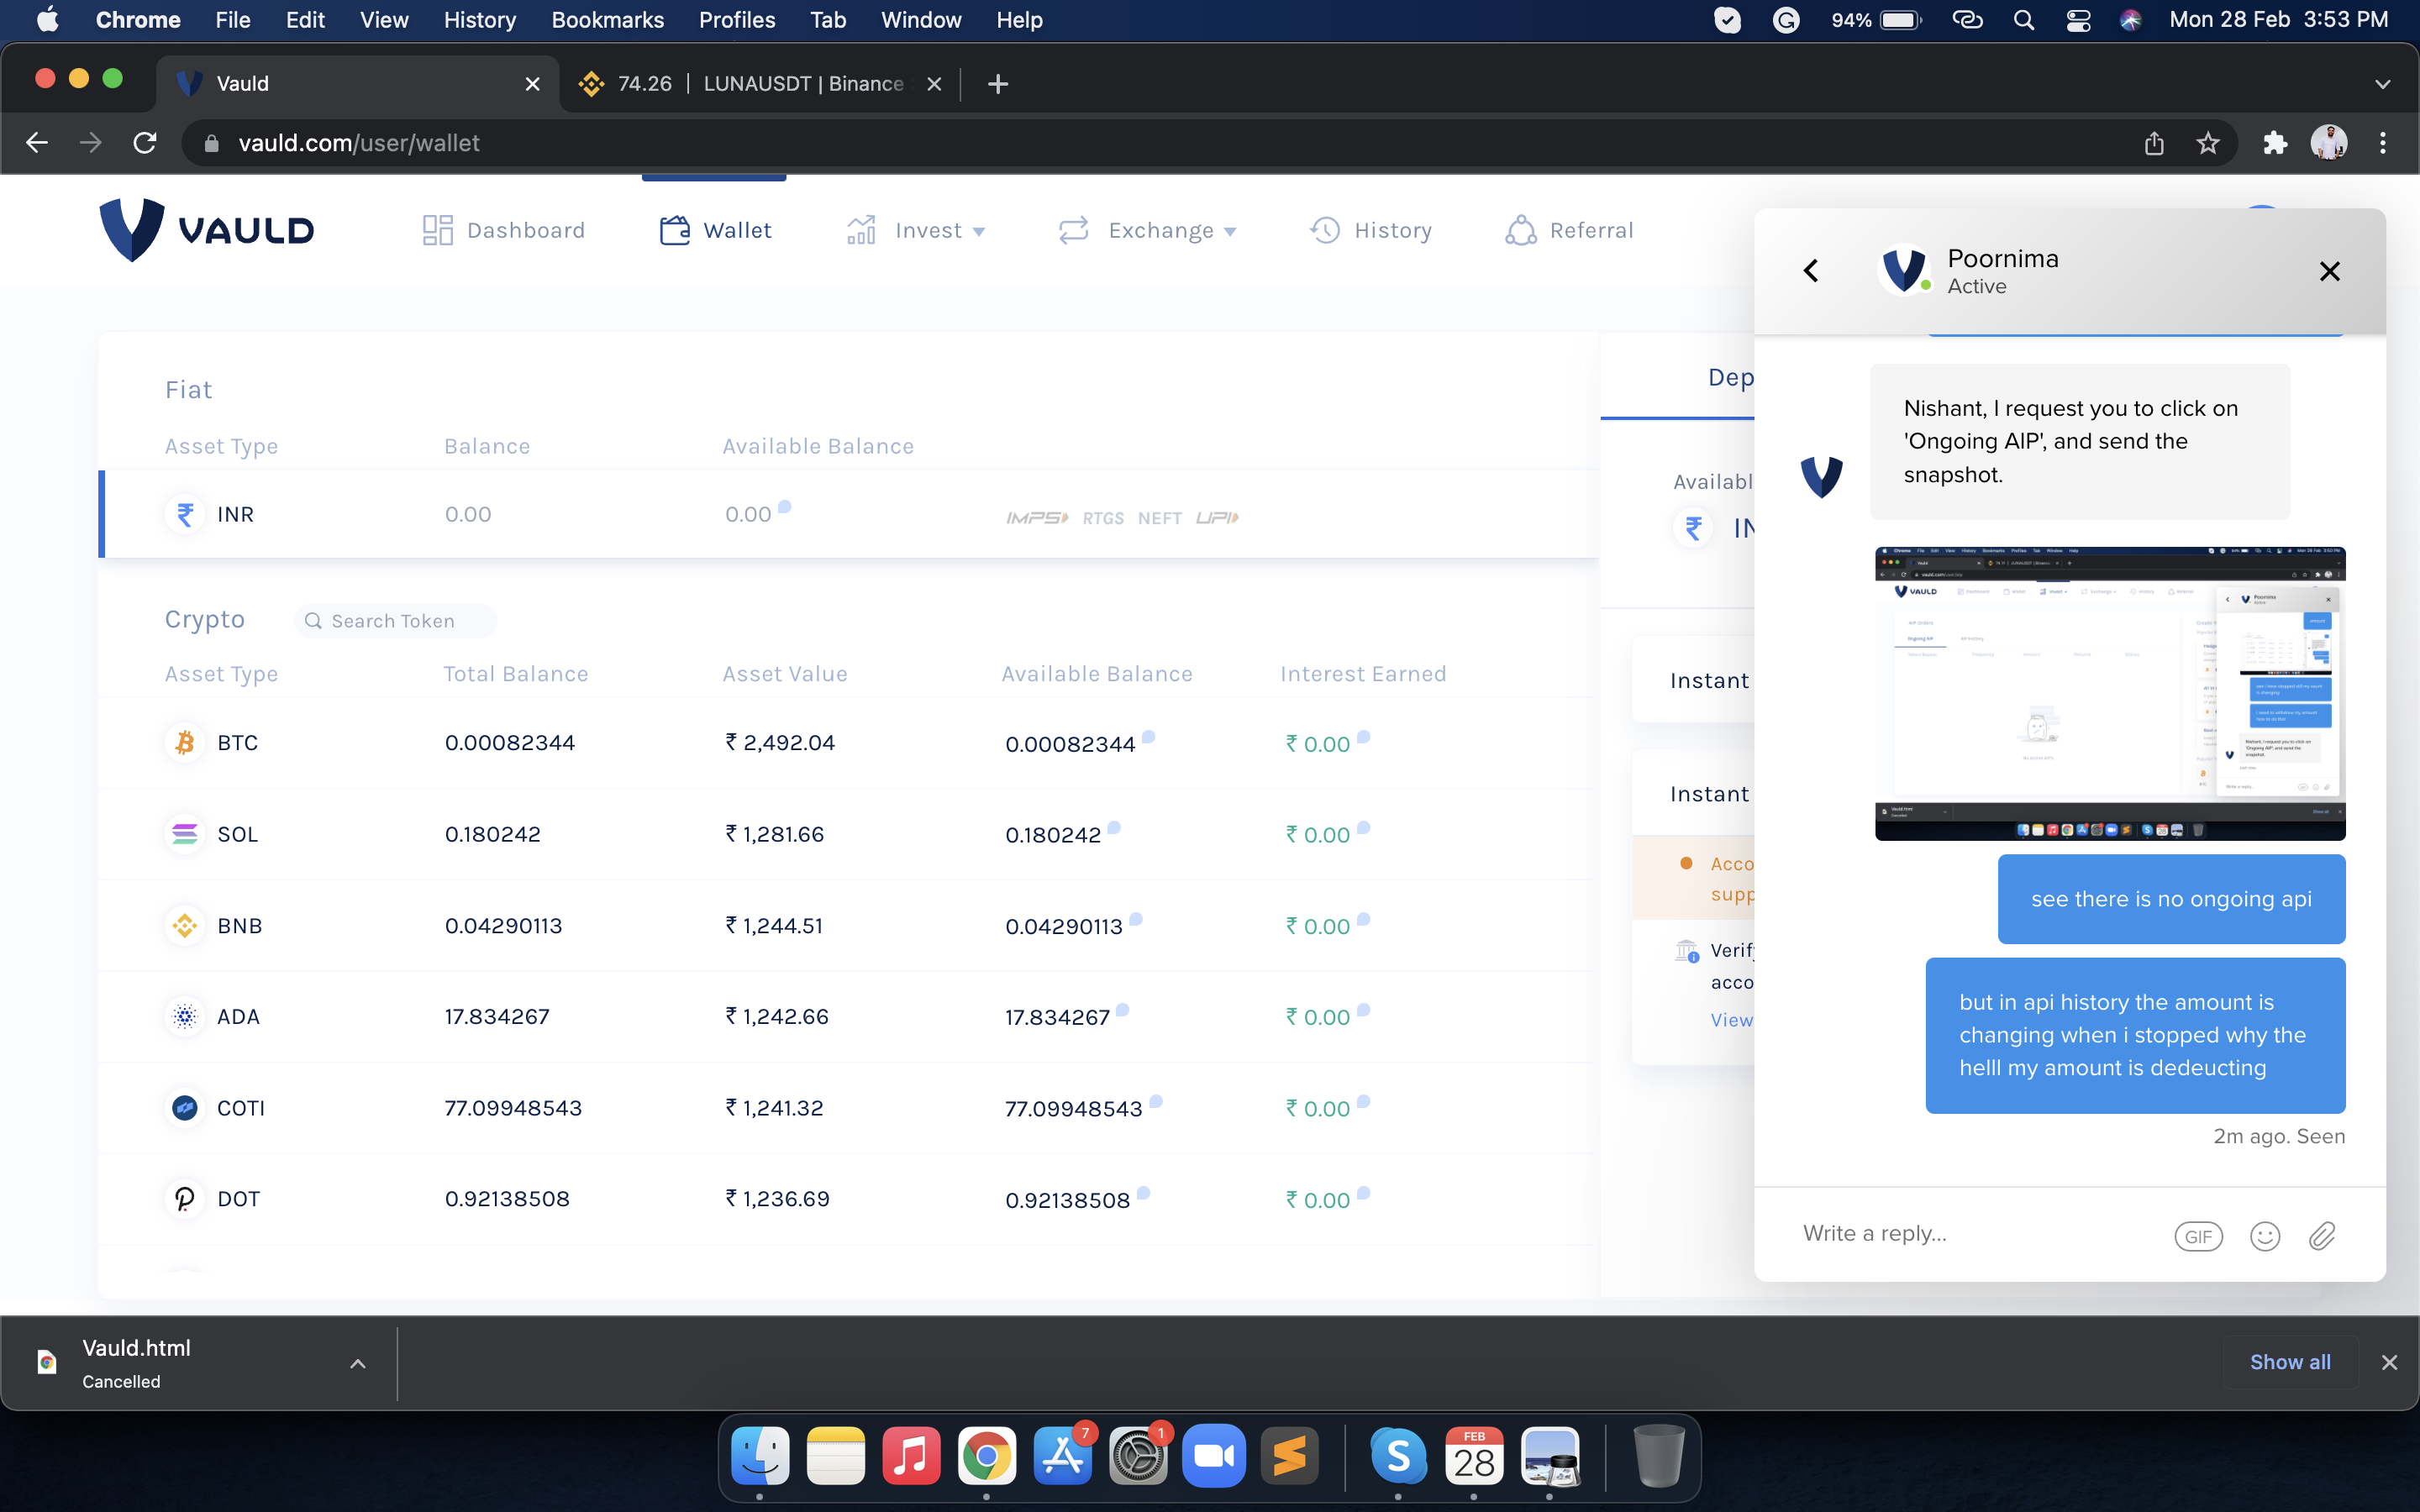 Chrome File Edit View History Bookmarks Profiles Tab Window Help 94% Mon 28 Feb 3:53 PM
Vauld 74.26 | LUNAUSDT | Binance
vauld.com/user/wallet
VAULD Dashboard Wallet Invest Exchange History Referral
Fiat
Asset Type Balance Available Balance
INR 0.00 0.00 IMPS RTGS NEFT UPI
Crypto Search Token
Asset Type Total Balance Asset Value Available Balance Interest Earned
BTC 0.00082344 ₹ 2,492.04 0.00082344 ₹ 0.00
SOL 0.180242 ₹ 1,281.66 0.180242 ₹ 0.00
BNB 0.04290113 ₹ 1,244.51 0.04290113 ₹ 0.00
ADA 17.834267 ₹ 1,242.66 17.834267 ₹ 0.00
COTI 77.09948543 ₹ 1,241.32 77.09948543 ₹ 0.00
DOT 0.92138508 ₹ 1,236.69 0.92138508 ₹ 0.00
Dep
Availabl
₹ IN
Instant
Instant
Acco
supp
Verify
acco
View
Poornima
Active
Nishant, I request you to click on
'Ongoing AIP', and send the
snapshot.
see there is no ongoing api
but in api history the amount is
changing when i stopped why the
helll my amount is dedeucting
2m ago. Seen
Write a reply... GIF
Vauld.html
Cancelled
Show all
7
1
FEB
28